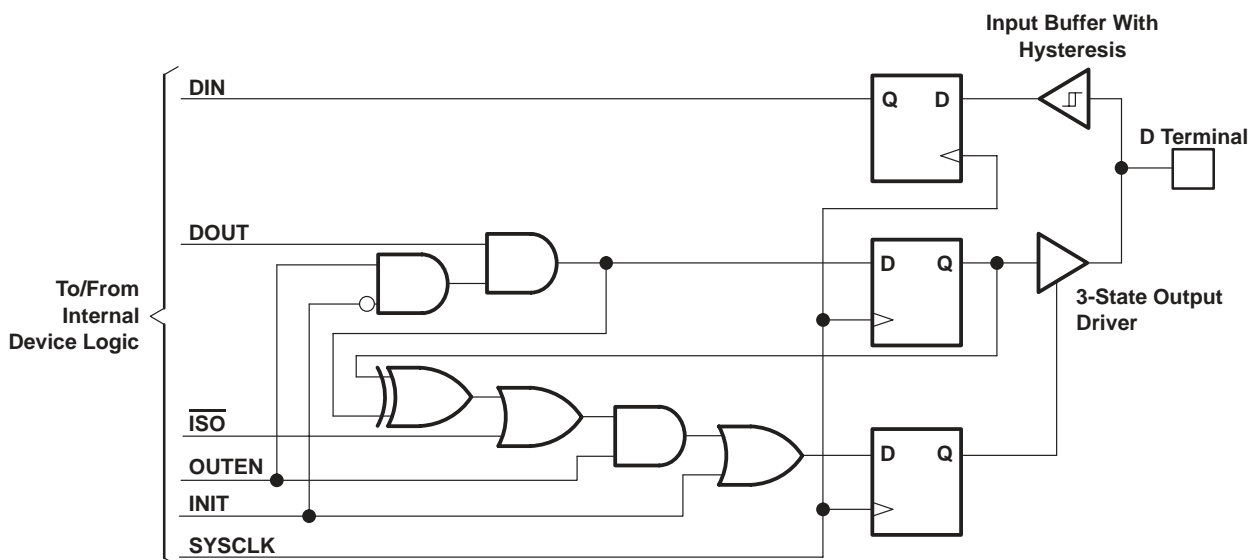 Input Buffer With
Hysteresis
DIN
Q D
D Terminal
DOUT
D Q
To/From
Internal
Device Logic
3-State Output
Driver
ISO
OUTEN
D Q
INIT
SYSCLK